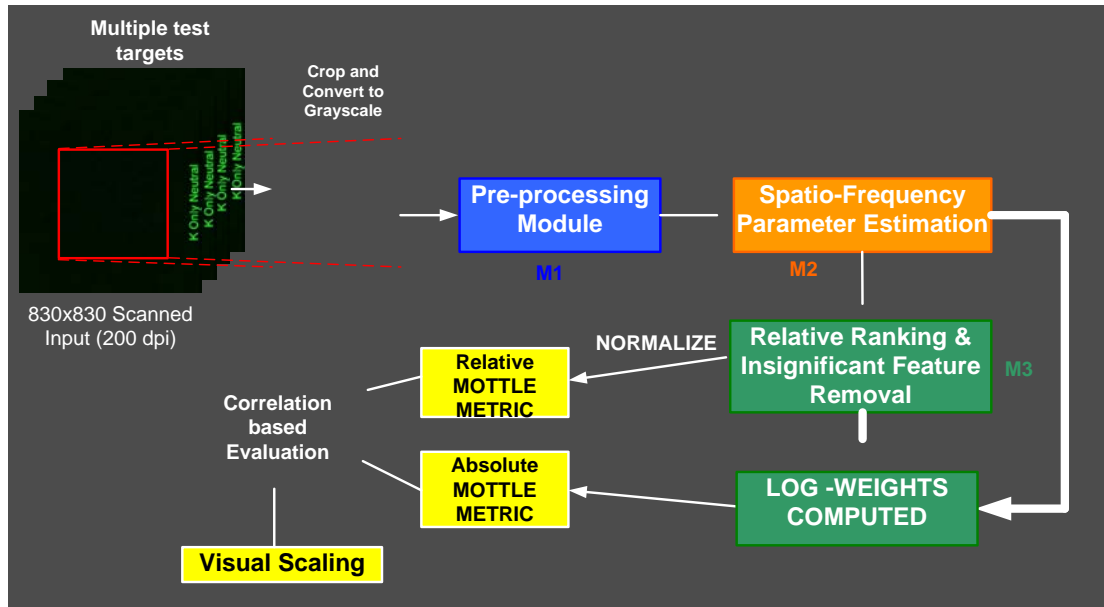 Multiple test
targets
Crop and
Convert to
Grayscale
K Only Neutral
K Only Neutral
K Only Neutral
K Only Neutral
830x830 Scanned
Input (200 dpi)
Pre-processing
Module
M1
Spatio-Frequency
Parameter Estimation
M2
Relative Ranking &
Insignificant Feature
Removal
M3
NORMALIZE
Relative
MOTTLE
METRIC
Correlation
based
Evaluation
Absolute
MOTTLE
METRIC
LOG -WEIGHTS
COMPUTED
Visual Scaling